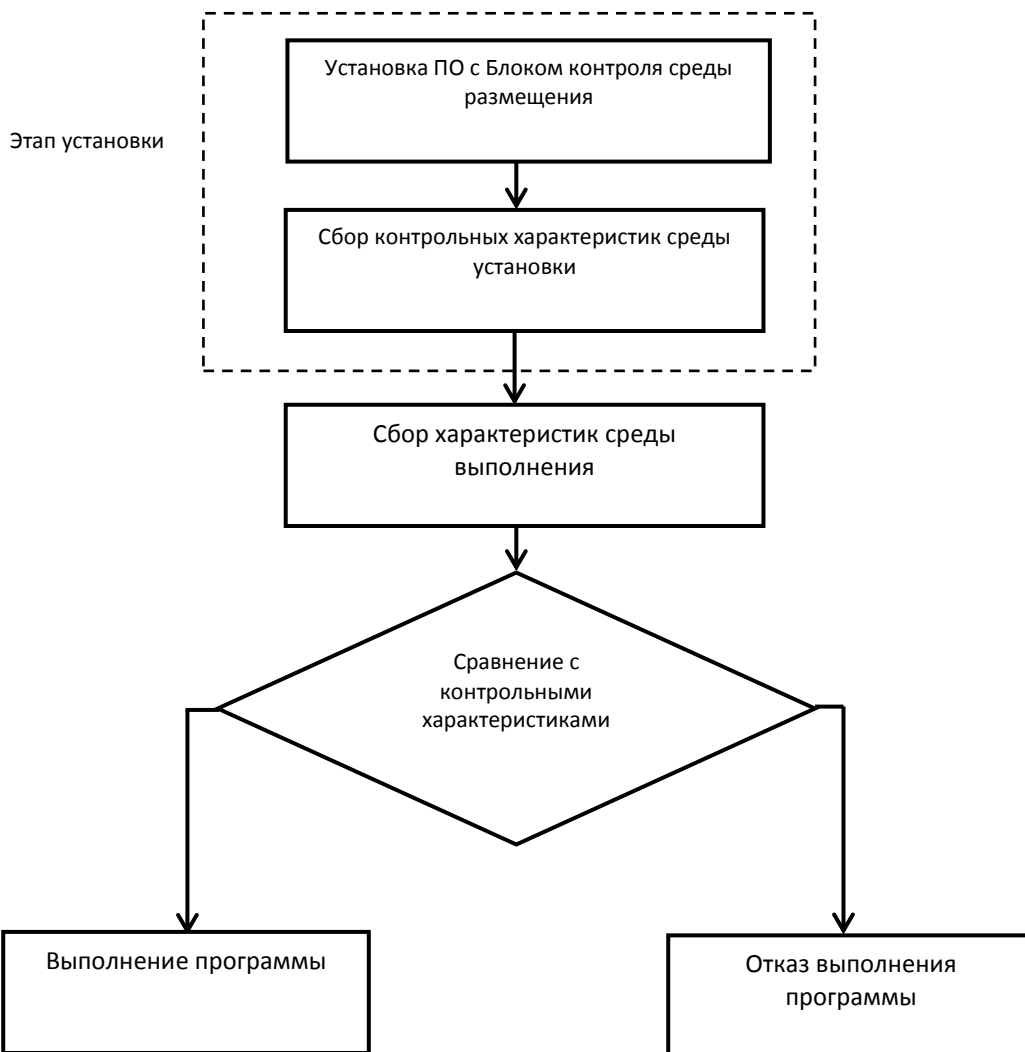 Установка ПО с Блоком контроля среды
размещения
Этап установки
Сбор контрольных характеристик среды
установки
Сбор характеристик среды
выполнения
Сравнение с
контрольными
характеристиками
Выполнение программы
Отказ выполнения
программы